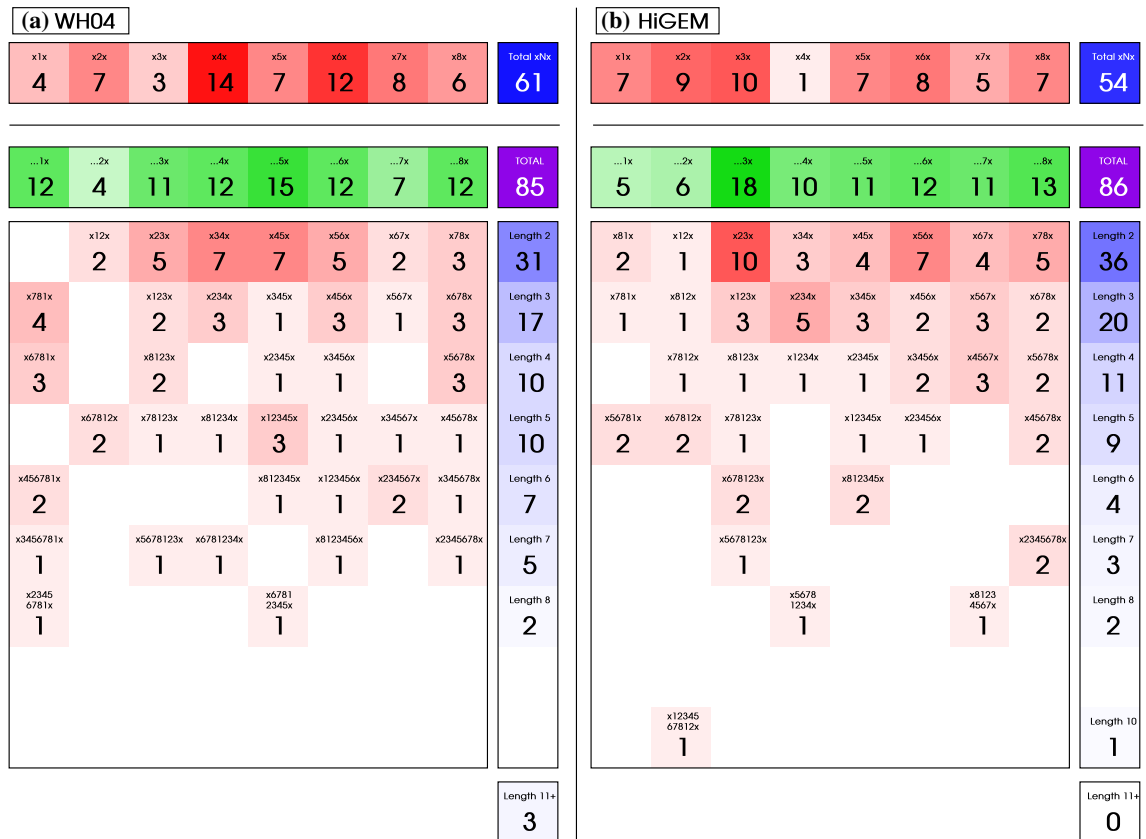 (a) WH04
x1x x2x x3x x4x x5x x6x x7x x8x Total xNx
4 7 3 14 7 12 8 6 61
...1x ...2x ...3x ...4x ...5x ...6x ...7x ...8x TOTAL
12 4 11 12 15 12 7 12 85
x12x x23x x34x x45x x56x x67x x78x Length 2
2 5 7 7 5 2 3 31
x781x x123x x234x x345x x456x x567x x678x Length 3
4 2 3 1 3 1 3 17
x6781x x8123x x2345x x3456x x5678x Length 4
3 2 1 1 3 10
x67812x x78123x x81234x x12345x x23456x x34567x x45678x Length 5
2 1 1 3 1 1 1 10
x456781x x812345x x123456x x234567x x345678x Length 6
2 1 1 2 1 7
x3456781x x5678123x x6781234x x8123456x x2345678x Length 7
1 1 1 1 1 5
x2345 x6781 Length 8
6781x 2345x
1 1 2
Length 11+
3
(b) HiGEM
x1x x2x x3x x4x x5x x6x x7x x8x Total xNx
7 9 10 1 7 8 5 7 54
...1x ...2x ...3x ...4x ...5x ...6x ...7x ...8x TOTAL
5 6 18 10 11 12 11 13 86
x81x x12x x23x x34x x45x x56x x67x x78x Length 2
2 1 10 3 4 7 4 5 36
x781x x812x x123x x234x x345x x456x x567x x678x Length 3
1 1 3 5 3 2 3 2 20
x7812x x8123x x1234x x2345x x3456x x4567x x5678x Length 4
1 1 1 1 2 3 2 11
x56781x x67812x x78123x x12345x x23456x x45678x Length 5
2 2 1 1 1 2 9
x678123x x812345x Length 6
2 2 4
x5678123x x2345678x Length 7
1 2 3
x5678 x8123 Length 8
1234x 4567x
1 1 2
x12345 Length 10
67812x
1 1
Length 11+
0